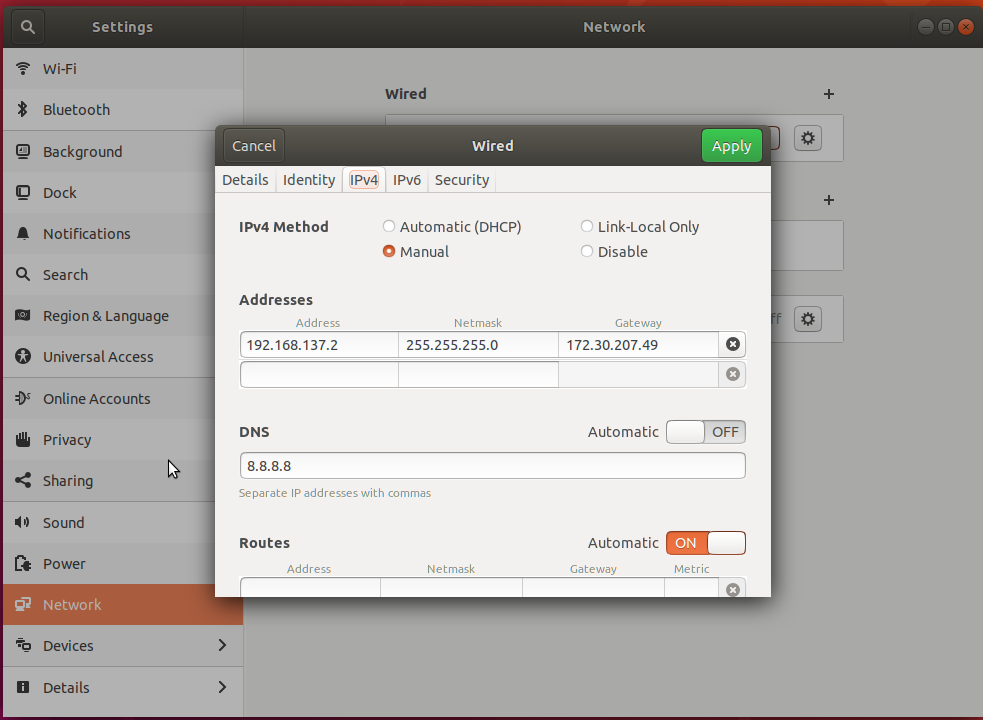 Settings
Network
Wi-Fi
Bluetooth
Background
Dock
Notifications
Search
Region & Language
Universal Access
Online Accounts
Privacy
Sharing
Sound
Power
Network
Devices
Details
Wired
Cancel
Wired
Apply
Details
Identity
IPv4
IPv6
Security
IPv4 Method
Automatic (DHCP)
Link-Local Only
Manual
Disable
Addresses
Address Netmask Gateway
192.168.137.2 255.255.255.0 172.30.207.49
DNS
Automatic OFF
8.8.8.8
Separate IP addresses with commas
Routes
Automatic ON
Address Netmask Gateway Metric